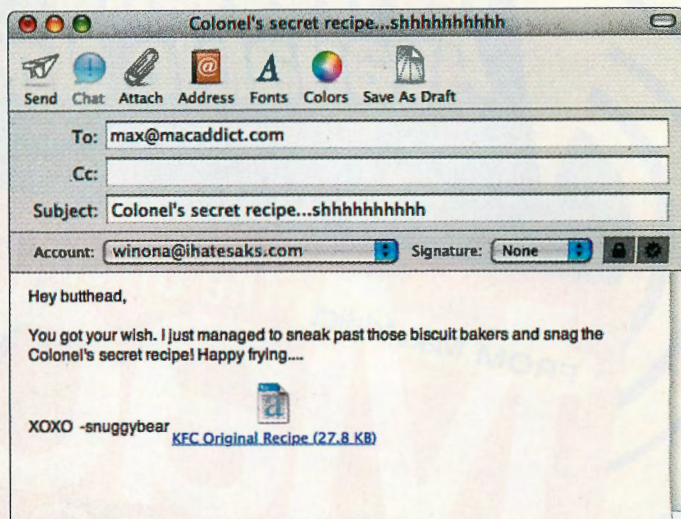 Colonel's secret recipe...shhhhhhhhhh
Send Chat Attach Address Fonts Colors Save As Draft
To: max@macaddict.com
Cc:
Subject: Colonel's secret recipe...shhhhhhhhhh
Account: winona@ihatesaks.com Signature: None
Hey butthead,
You got your wish. I just managed to sneak past those biscuit bakers and snag the
Colonel's secret recipe! Happy frying....
XOXO -snuggybear
KFC Original Recipe (27.8 KB)